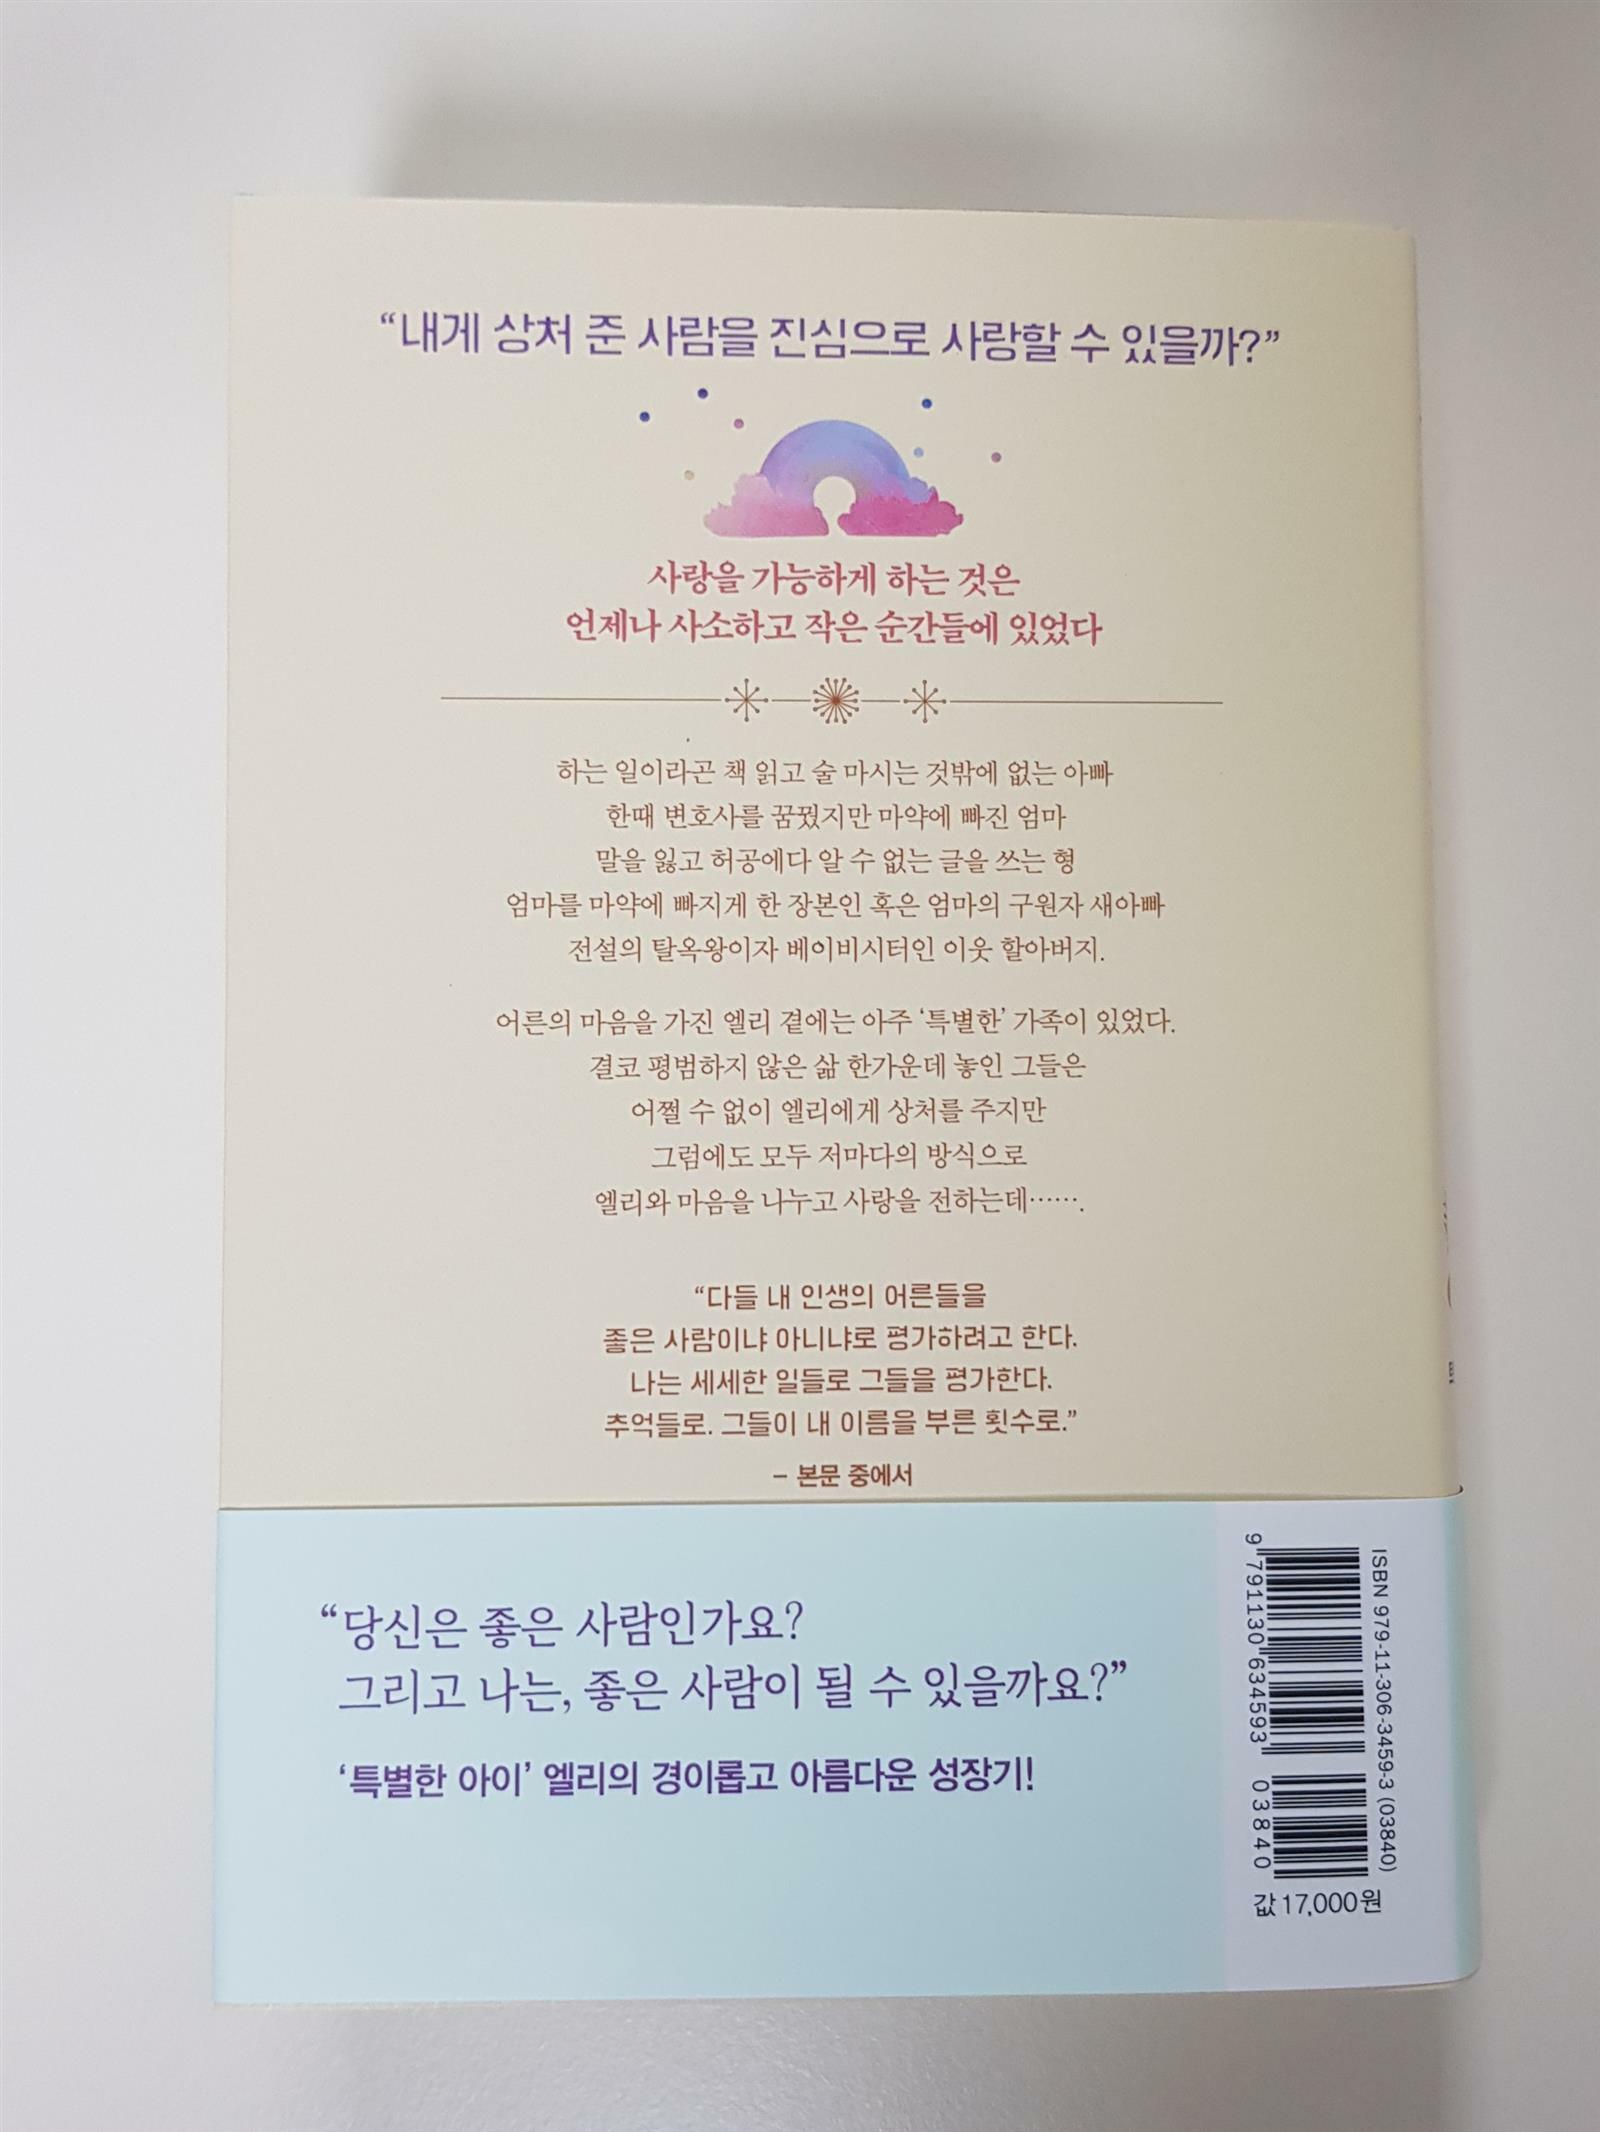 “내게 상처 준 사람을 진심으로 사랑할 수 있을까?”
사랑을 가능하게 하는 것은
언제나 사소하고 작은 순간들에 있었다
하는 일이라곤 책 읽고 술 마시는 것밖에 없는 아빠
한때 변호사를 꿈꿨지만 마약에 빠진 엄마
말을 잃고 허공에다 알 수 없는 글을 쓰는 형
엄마를 마약에 빠지게 한 장본인 혹은 엄마의 구원자 새아빠
전설의 탈옥왕이자 베이비시터인 이웃 할아버지.
어른의 마음을 가진 엘리 곁에는 아주 ‘특별한’ 가족이 있었다.
결코 평범하지 않은 삶 한가운데 놓인 그들은
어쩔 수 없이 엘리에게 상처를 주지만
그럼에도 모두 저마다의 방식으로
엘리와 마음을 나누고 사랑을 전하는데…….
“다들 내 인생의 어른들을
좋은 사람이냐 아니냐로 평가하려고 한다.
나는 세세한 일들로 그들을 평가한다.
추억들로. 그들이 내 이름을 부른 횟수로.”
– 본문 중에서
“당신은 좋은 사람인가요?
그리고 나는, 좋은 사람이 될 수 있을까요?”
‘특별한 아이’ 엘리의 경이롭고 아름다운 성장기!
ISBN 979-11-306-3459-3 (03840)
9 791130 634593
03840
값 17,000원